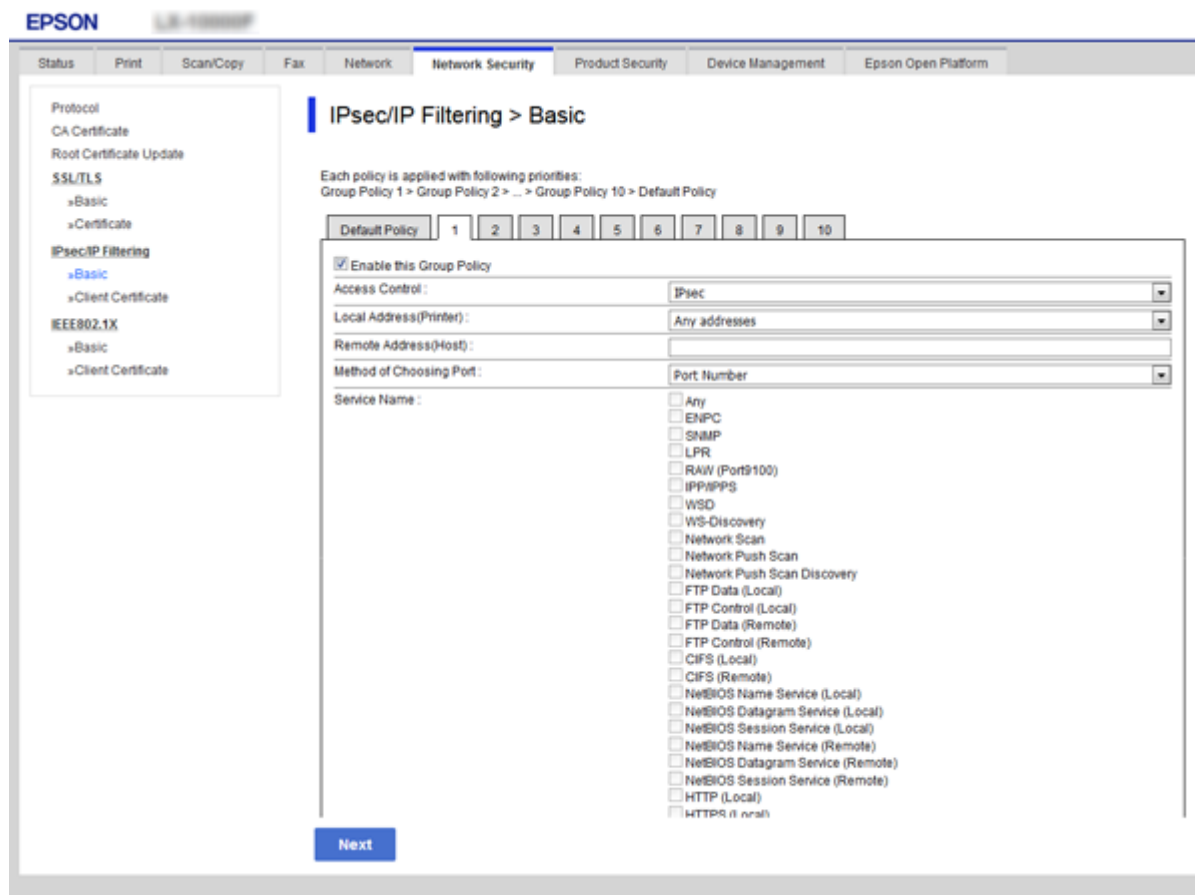 EPSON
Status Print Scan/Copy Fax Network Network Security Product Security Device Management Epson Open Platform
Protocol
CA Certificate
Root Certificate Update
SSL/TLS
»Basic
»Certificate
IPsec/IP Filtering
»Basic
»Client Certificate
IEEE802.1X
»Basic
»Client Certificate
IPsec/IP Filtering > Basic
Each policy is applied with following priorities:
Group Policy 1 > Group Policy 2 > ... > Group Policy 10 > Default Policy
Default Policy 1 2 3 4 5 6 7 8 9 10
Enable this Group Policy
Access Control : IPsec
Local Address(Printer) : Any addresses
Remote Address(Host) :
Method of Choosing Port : Port Number
Service Name : Any
ENPC
SNMP
LPR
RAW (Port9100)
IPP/IPPS
WSD
WS-Discovery
Network Scan
Network Push Scan
Network Push Scan Discovery
FTP Data (Local)
FTP Control (Local)
FTP Data (Remote)
FTP Control (Remote)
CIFS (Local)
CIFS (Remote)
NetBIOS Name Service (Local)
NetBIOS Datagram Service (Local)
NetBIOS Session Service (Local)
NetBIOS Name Service (Remote)
NetBIOS Datagram Service (Remote)
NetBIOS Session Service (Remote)
HTTP (Local)
HTTPS (Local)
Next